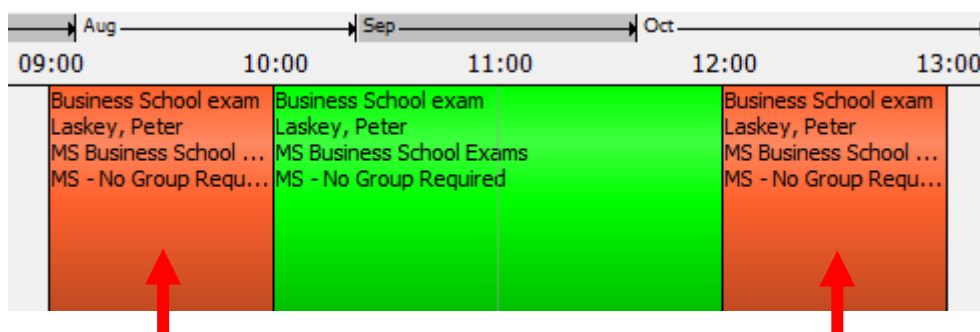 Aug Sep Oct
09:00 10:00 11:00 12:00 13:00
Business School exam
Laskey, Peter
MS Business School ...
MS - No Group Requ...
Business School exam
Laskey, Peter
MS Business School Exams
MS - No Group Required
Business School exam
Laskey, Peter
MS Business School ...
MS - No Group Requ...